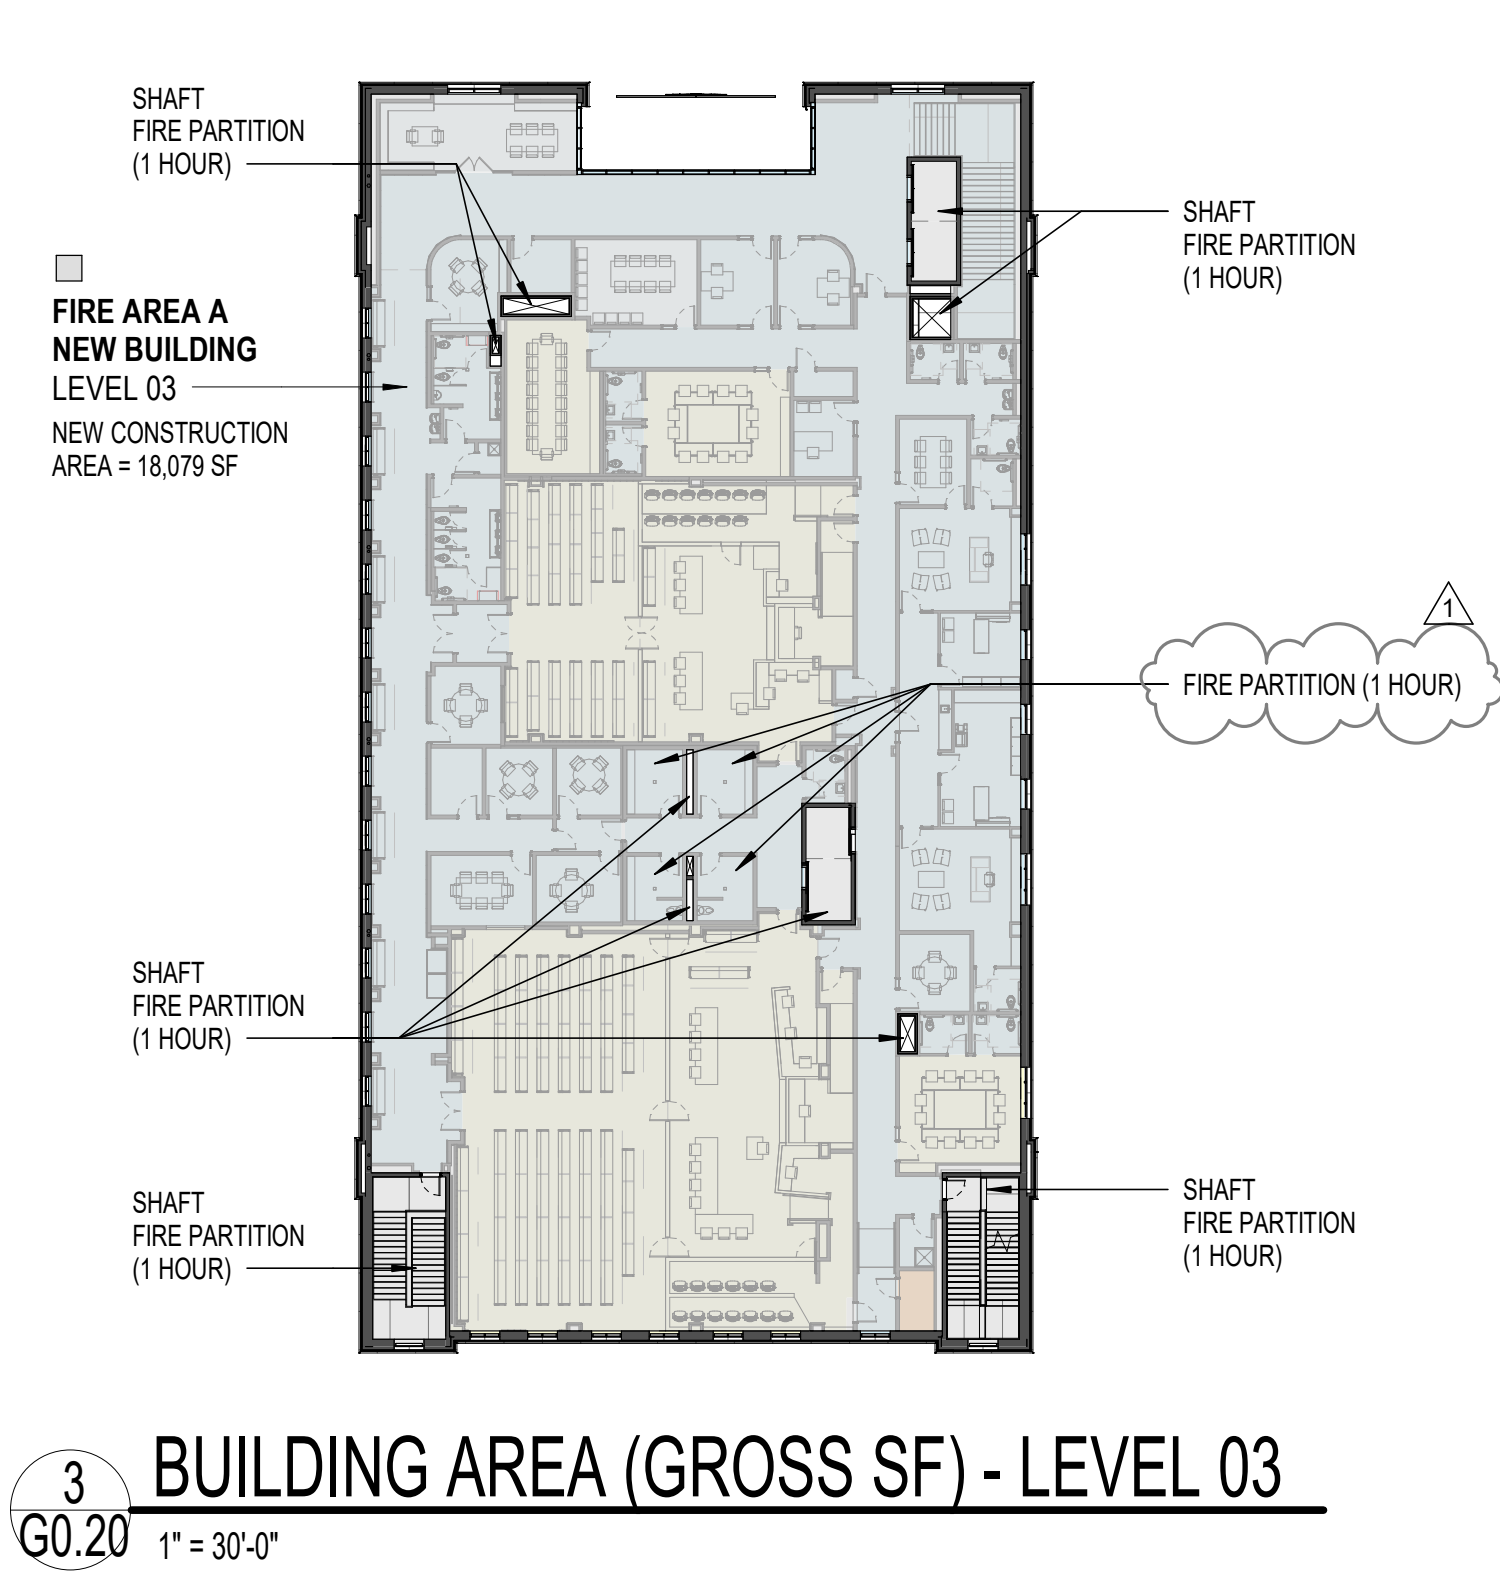 SHAFT
FIRE PARTITION
(1 HOUR)
SHAFT
FIRE PARTITION
(1 HOUR)
FIRE AREA A
NEW BUILDING
LEVEL 03
NEW CONSTRUCTION
AREA = 18,079 SF
1
FIRE PARTITION (1 HOUR)
SHAFT
FIRE PARTITION
(1 HOUR)
SHAFT
FIRE PARTITION
(1 HOUR)
SHAFT
FIRE PARTITION
(1 HOUR)
3
G0.20
BUILDING AREA (GROSS SF) - LEVEL 03
1" = 30'-0"